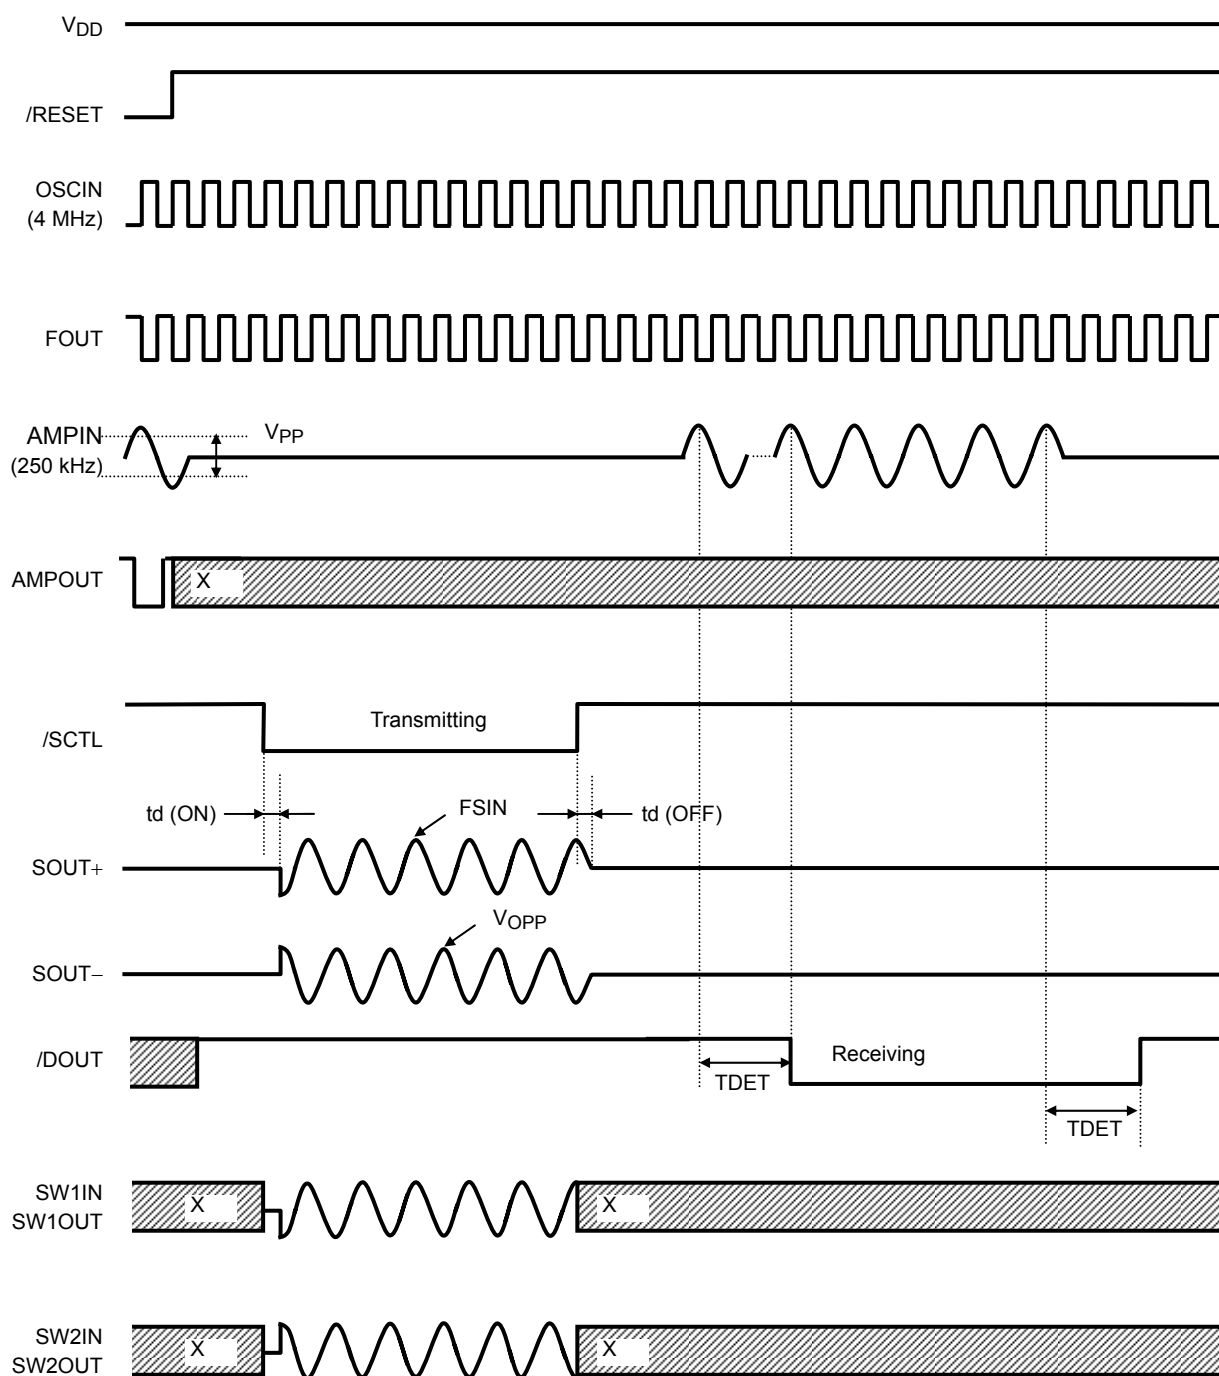 VDD
/RESET
OSCIN
(4 MHz)
FOUT
AMPIN
(250 kHz)
VPP
AMPOUT
X
/SCTL
Transmitting
td (ON)
FSIN
td (OFF)
SOUT+
VOPP
SOUT−
/DOUT
Receiving
TDET
TDET
SW1IN
SW1OUT
X
X
SW2IN
SW2OUT
X
X